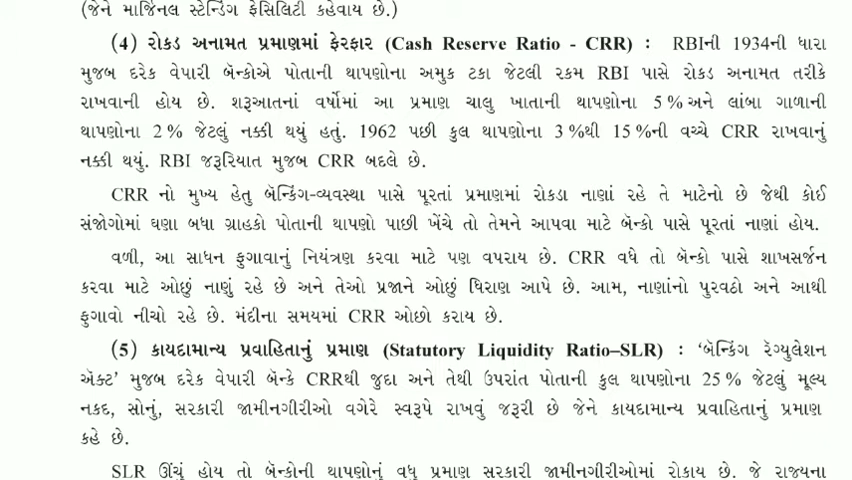 (જેને માર્જિનલ સ્ટેન્ડિંગ ફેસિલિટી કહેવાય છે.)
(4) રોકડ અનામત પ્રમાણમાં ફેરફાર (Cash Reserve Ratio - CRR) : RBIની 1934ની ધારા
મુજબ દરેક વેપારી બૅન્કોએ પોતાની થાપણોના અમુક ટકા જેટલી રકમ RBI પાસે રોકડ અનામત તરીકે
રાખવાની હોય છે. શરૂઆતનાં વર્ષોમાં આ પ્રમાણ ચાલુ ખાતાની થાપણોના 5 % અને લાંબા ગાળાની
થાપણોના 2 % જેટલું નક્કી થયું હતું. 1962 પછી કુલ થાપણોના 3 %થી 15 %ની વચ્ચે CRR રાખવાનું
નક્કી થયું. RBI જરૂરિયાત મુજબ CRR બદલે છે.
CRR નો મુખ્ય હેતુ બૅન્કિંગ-વ્યવસ્થા પાસે પૂરતાં પ્રમાણમાં રોકડા નાણાં રહે તે માટેનો છે જેથી કોઈ
સંજોગોમાં ઘણા બધા ગ્રાહકો પોતાની થાપણો પાછી ખેંચે તો તેમને આપવા માટે બૅન્કો પાસે પૂરતાં નાણાં હોય.
વળી, આ સાધન ફુગાવાનું નિયંત્રણ કરવા માટે પણ વપરાય છે. CRR વધે તો બૅન્કો પાસે શાખસર્જન
કરવા માટે ઓછું નાણું રહે છે અને તેઓ પ્રજાને ઓછું ધિરાણ આપે છે. આમ, નાણાંનો પુરવઠો અને આથી
ફુગાવો નીચો રહે છે. મંદીના સમયમાં CRR ઓછો કરાય છે.
(5) કાયદામાન્ય પ્રવાહિતાનું પ્રમાણ (Statutory Liquidity Ratio–SLR) : ‘બૅન્કિંગ રૅગ્યુલેશન
ઍક્ટ’ મુજબ દરેક વેપારી બૅન્કે CRRથી જુદા અને તેથી ઉપરાંત પોતાની કુલ થાપણોના 25 % જેટલું મૂલ્ય
નકદ, સોનું, સરકારી જામીનગીરીઓ વગેરે સ્વરૂપે રાખવું જરૂરી છે જેને કાયદામાન્ય પ્રવાહિતાનું પ્રમાણ
કહે છે.
SLR ઊંચું હોય તો બૅન્કોની થાપણોનું વધુ પ્રમાણ સરકારી જામીનગીરીઓમાં રોકાય છે. જે રાજ્યના